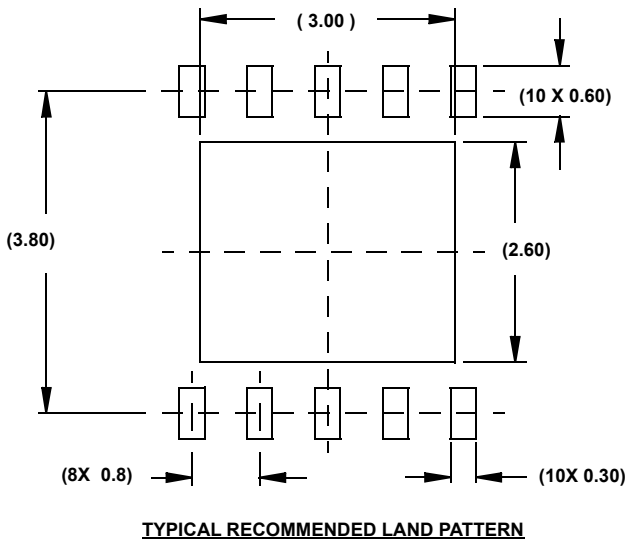 ( 3.00 )
(10 X 0.60)
(3.80)
(2.60)
(8X 0.8)
(10X 0.30)
TYPICAL RECOMMENDED LAND PATTERN